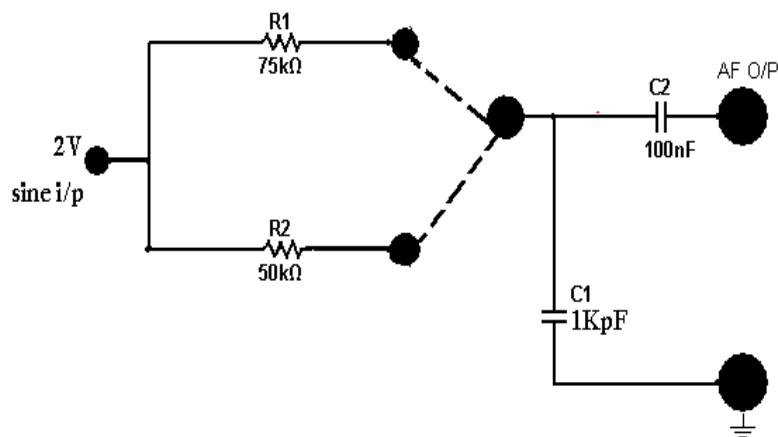 R1
75kΩ
AF O/P
C2
100nF
2V
sine i/p
R2
50kΩ
C1
1KpF